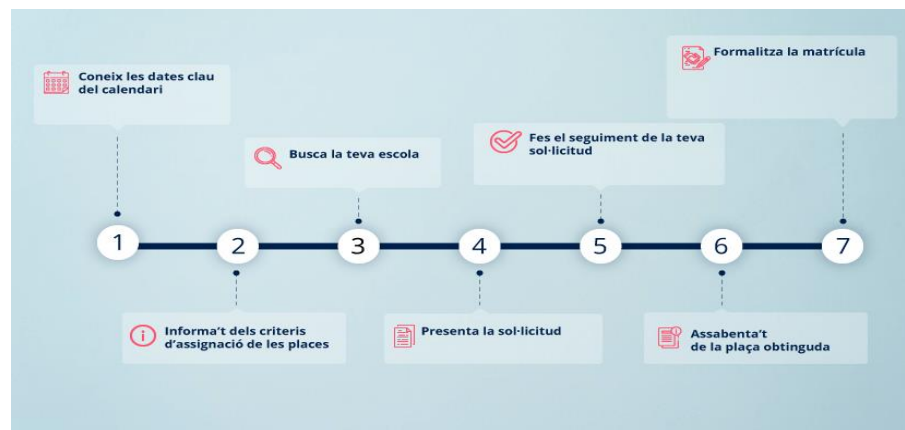 Formalitza la matrícula
Coneix les dates clau
del calendari
Fes el seguiment de la teva
sol·licitud
Busca la teva escola
1
2
3
4
5
6
7
Informa't dels criteris
d'assignació de les places
Presenta la sol·licitud
Assabenta't
de la plaça obtinguda